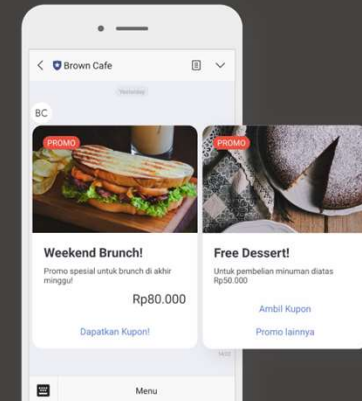 Brown Cafe
Yesterday
BC
PROMO
Weekend Brunch!
Promo spesial untuk brunch di akhir
minggu!
Rp80.000
Dapatkan Kupon!
PROMO
Free Dessert!
Untuk pembelian minuman diatas
Rp50.000
Ambil Kupon
Promo lainnya
Menu